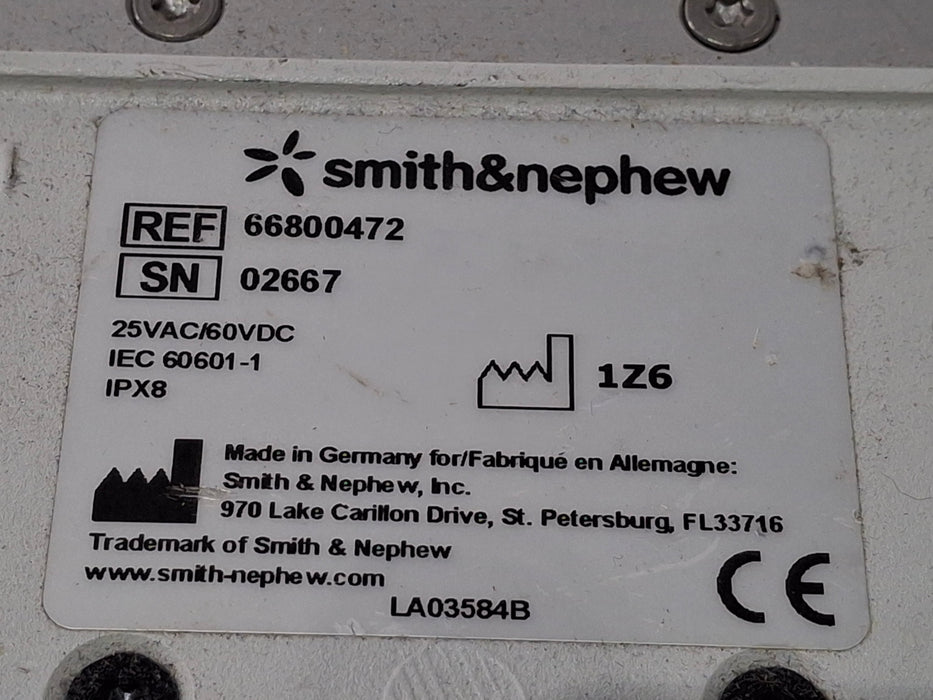 smith&nephew
REF 66800472
SN 02667
25VAC/60VDC
IEC 60601-1
IPX8
1Z6
Made in Germany for/Fabriqué en Allemagne:
Smith & Nephew, Inc.
970 Lake Carillon Drive, St. Petersburg, FL33716
Trademark of Smith & Nephew
www.smith-nephew.com
LA03584B
CE